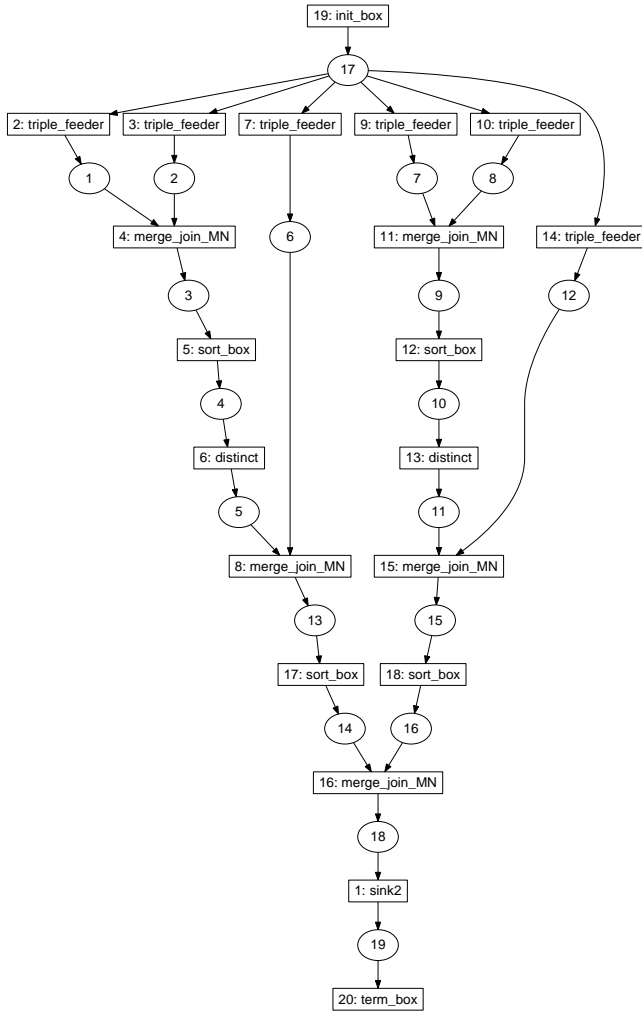 19: init_box
17
2: triple_feeder
3: triple_feeder
7: triple_feeder
9: triple_feeder
10: triple_feeder
1
2
7
8
4: merge_join_MN
6
11: merge_join_MN
14: triple_feeder
3
9
12
5: sort_box
12: sort_box
4
10
6: distinct
13: distinct
5
11
8: merge_join_MN
15: merge_join_MN
13
15
17: sort_box
18: sort_box
14
16
16: merge_join_MN
18
1: sink2
19
20: term_box